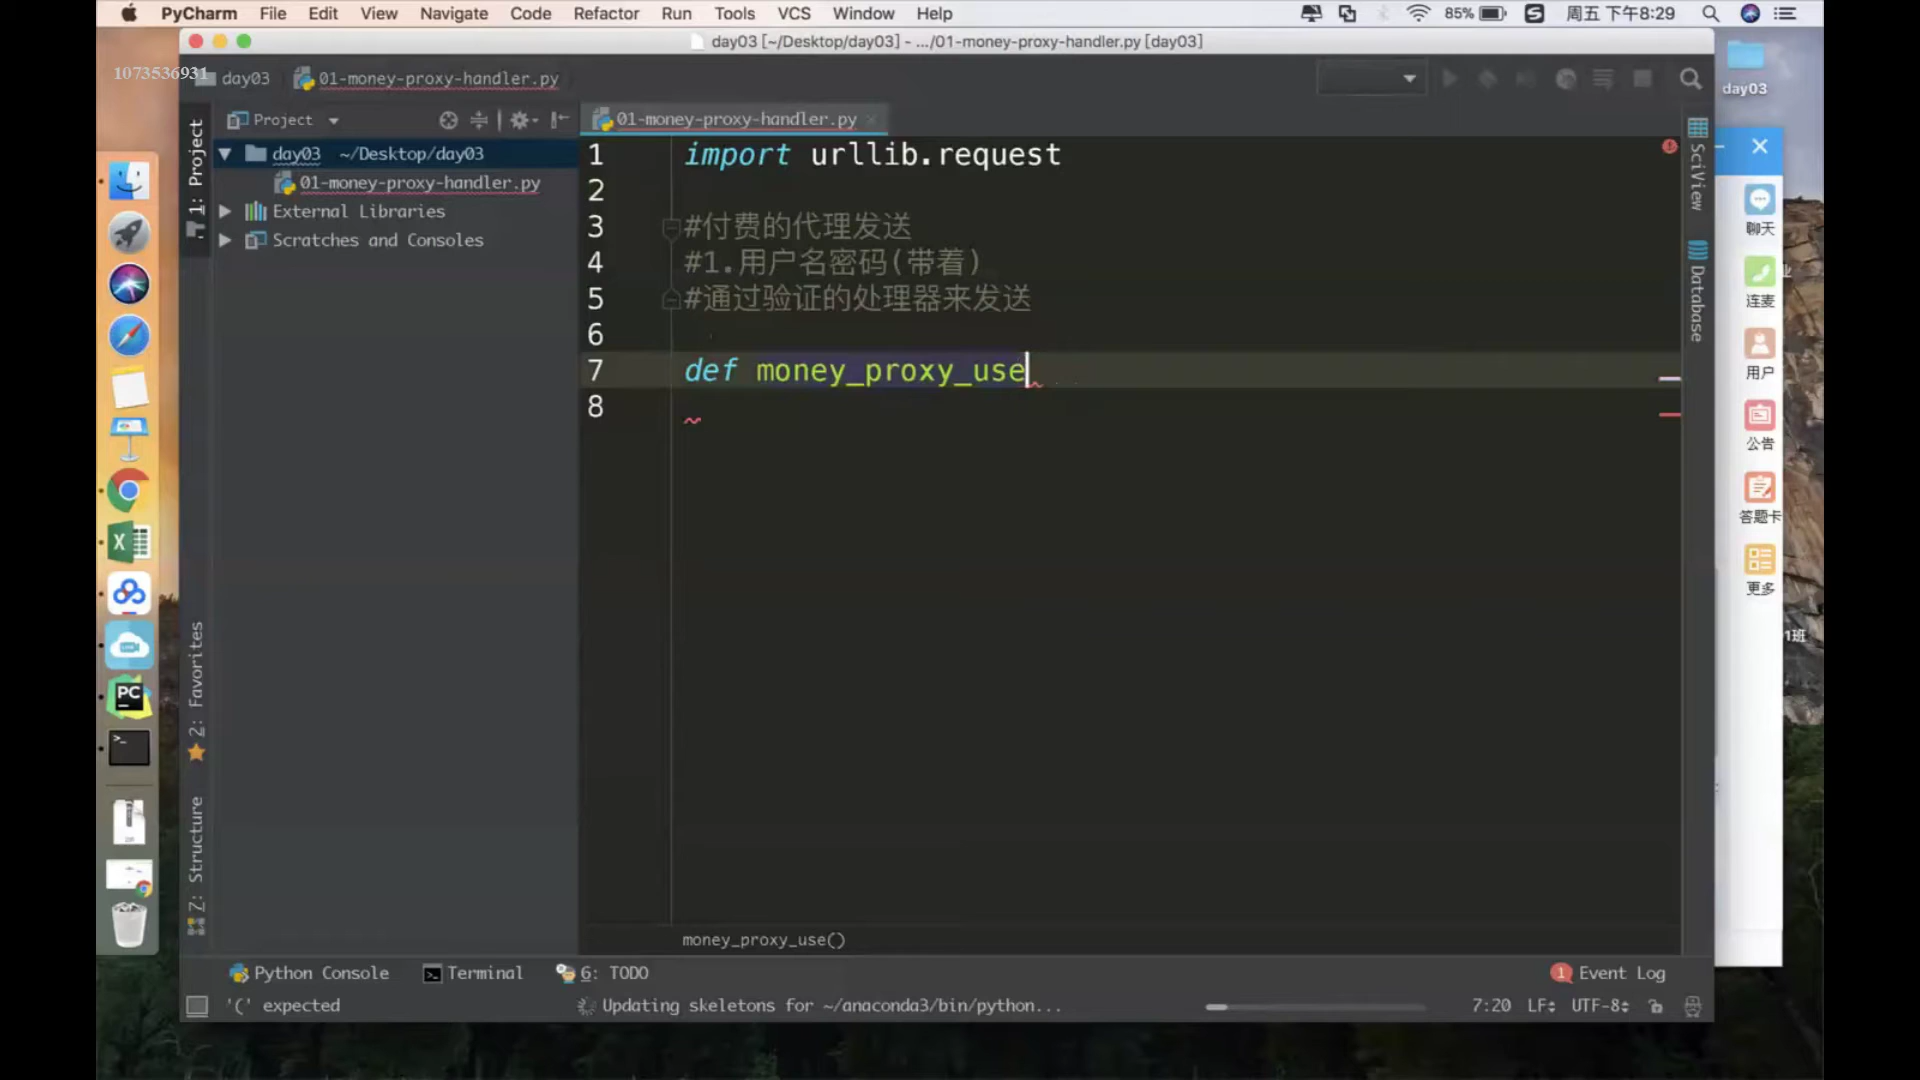 PyCharm File Edit View Navigate Code Refactor Run Tools VCS Window Help 85% 周五 下午8:29
day03 [~/Desktop/day03] - .../01-money-proxy-handler.py [day03]
1073536931
day03 01-money-proxy-handler.py
day03
Project
01-money-proxy-handler.py
1: Project
day03 ~/Desktop/day03
01-money-proxy-handler.py
External Libraries
Scratches and Consoles
1 import urllib.request
2
3 #付费的代理发送
4 #1.用户名密码(带着)
5 #通过验证的处理器来发送
6
7 def money_proxy_use
8
SciView
Database
聊天
连麦
用户
公告
答题卡
更多
1班
2: Favorites
Z: Structure
money_proxy_use()
Python Console Terminal 6: TODO 1 Event Log
'(' expected Updating skeletons for ~/anaconda3/bin/python... 7:20 LF UTF-8